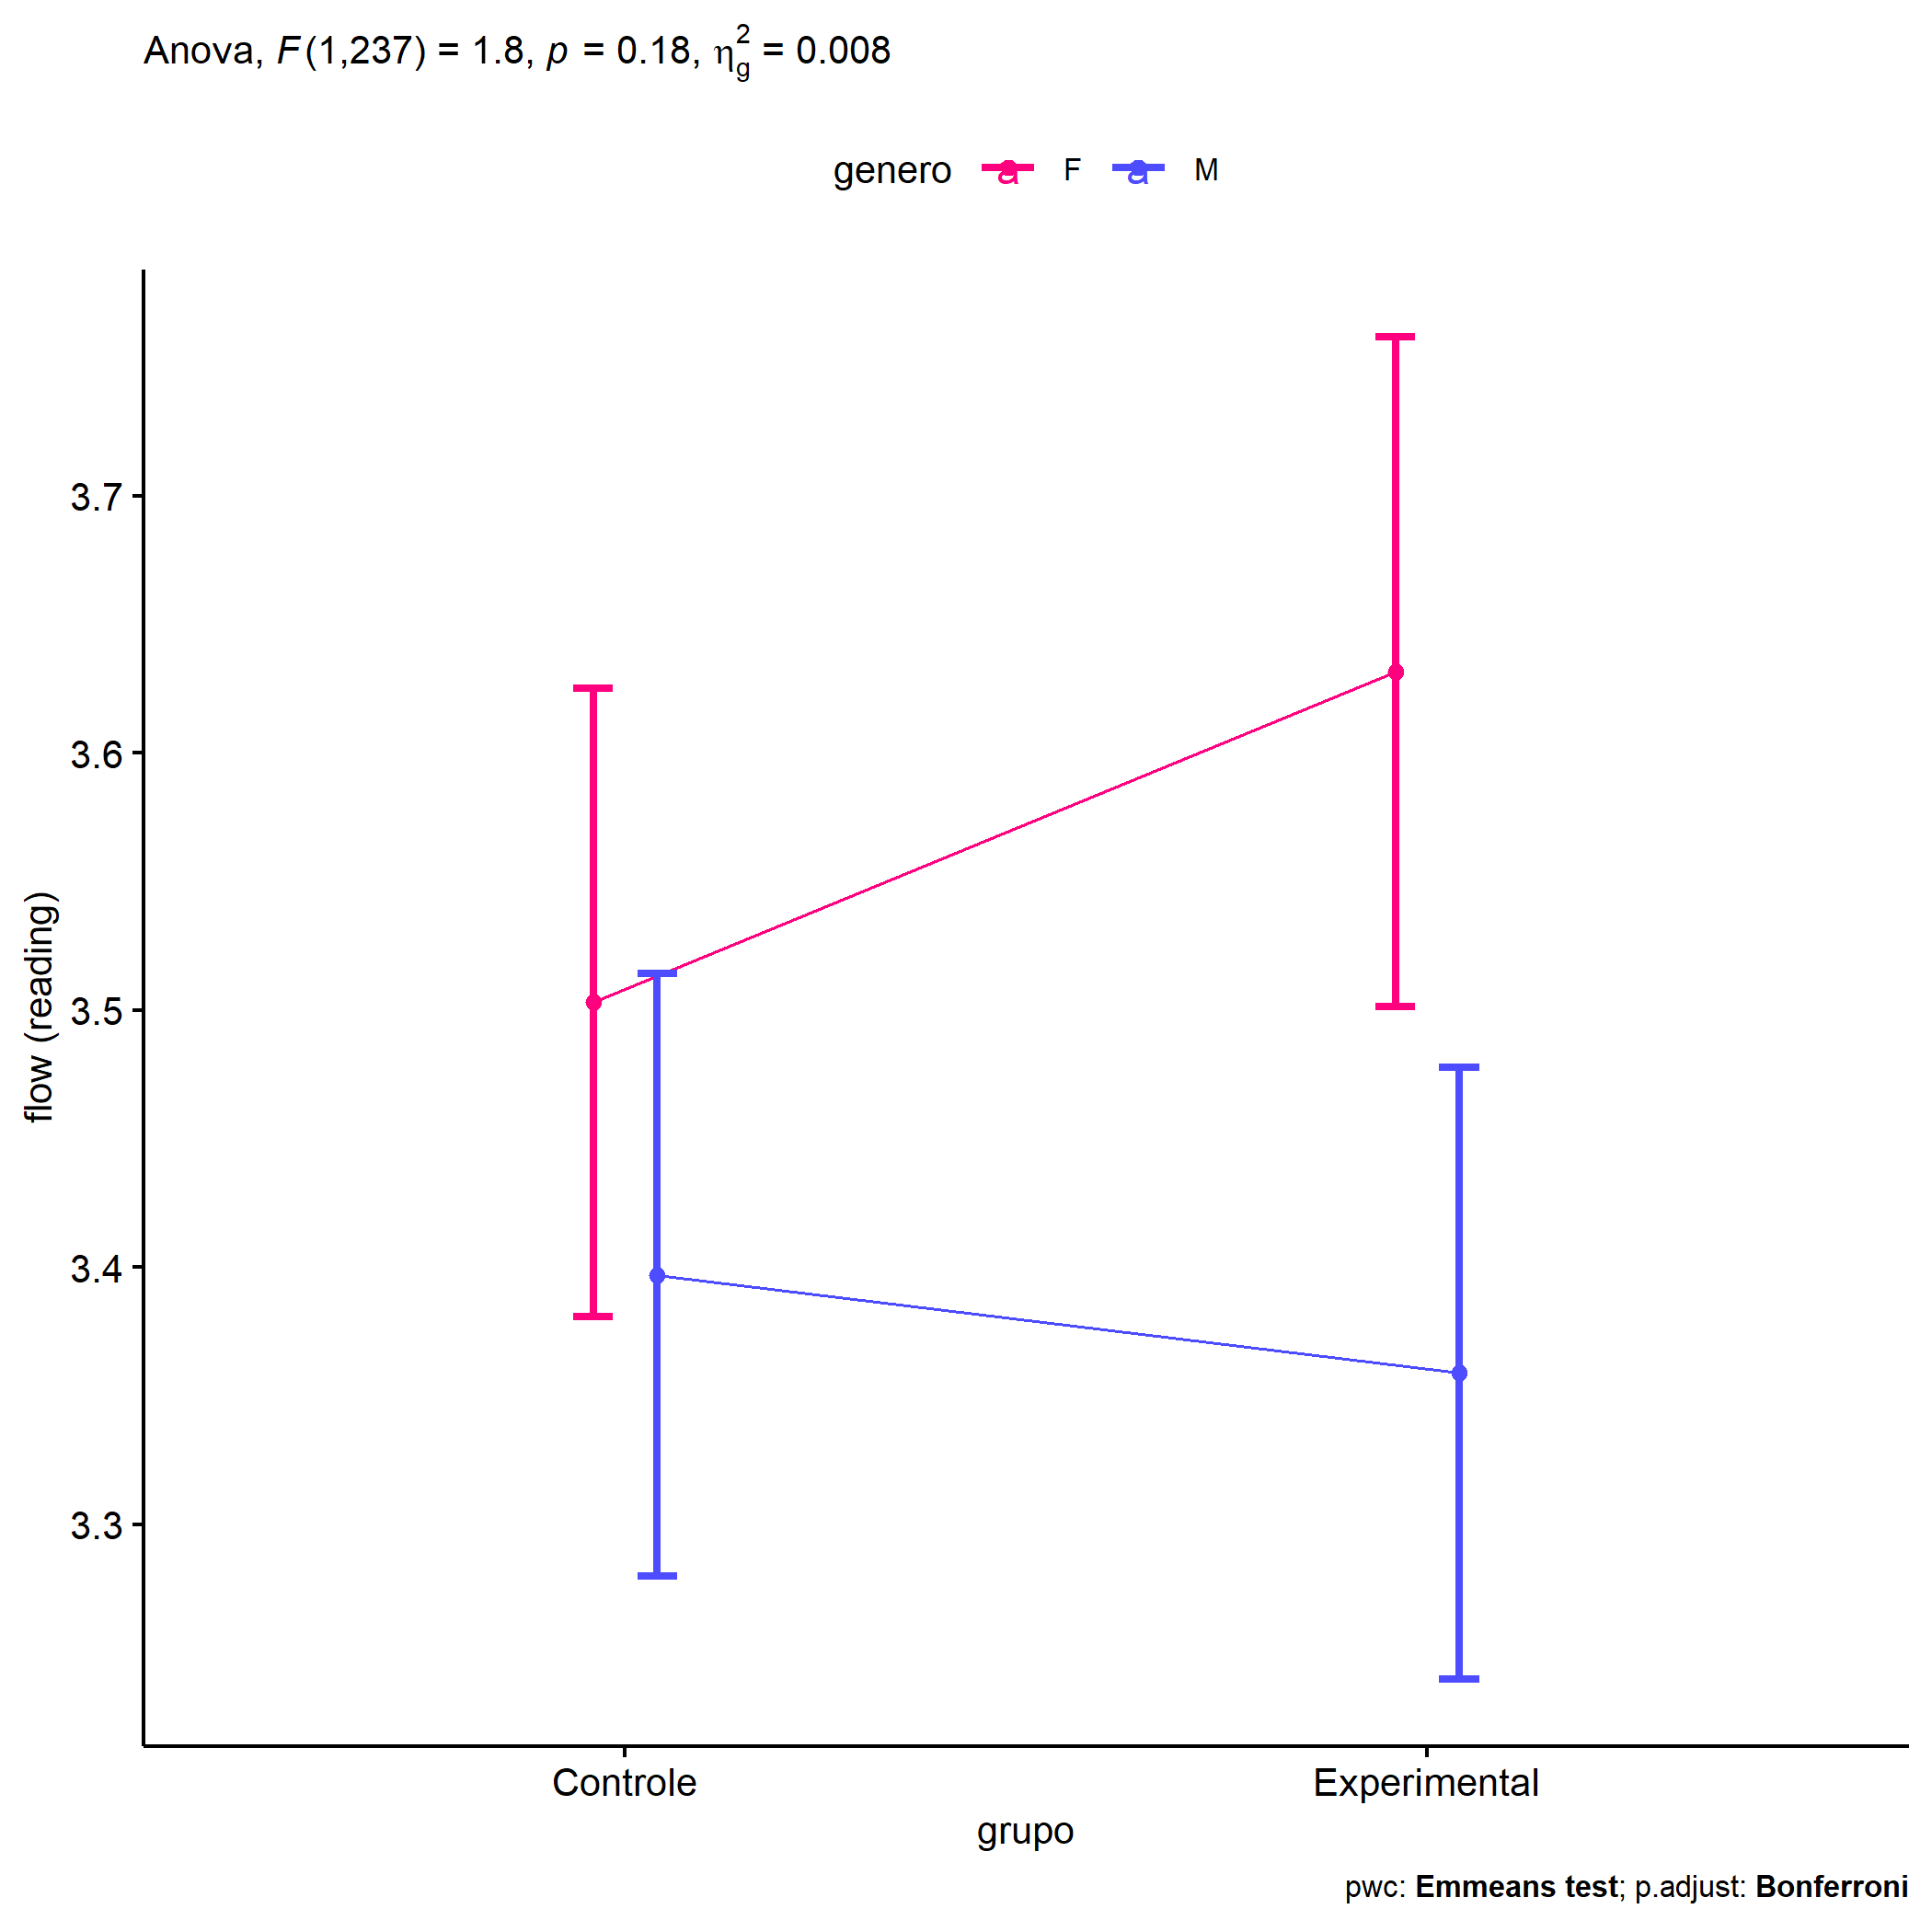 Anova, F(1,237) = 1.8, p = 0.18, η²g = 0.008
genero a F a M
flow (reading)
3.7
3.6
3.5
3.4
3.3
Controle Experimental
grupo
pwc: Emmeans test; p.adjust: Bonferroni